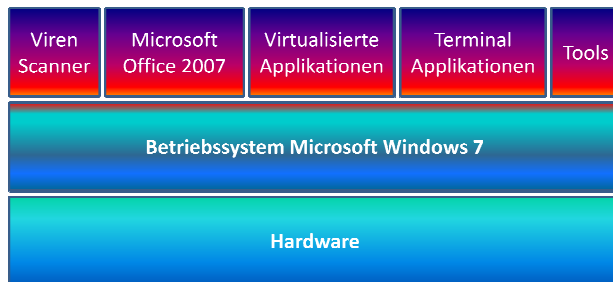 Viren
Scanner
Microsoft
Office 2007
Virtualisierte
Applikationen
Terminal
Applikationen
Tools
Betriebssystem Microsoft Windows 7
Hardware